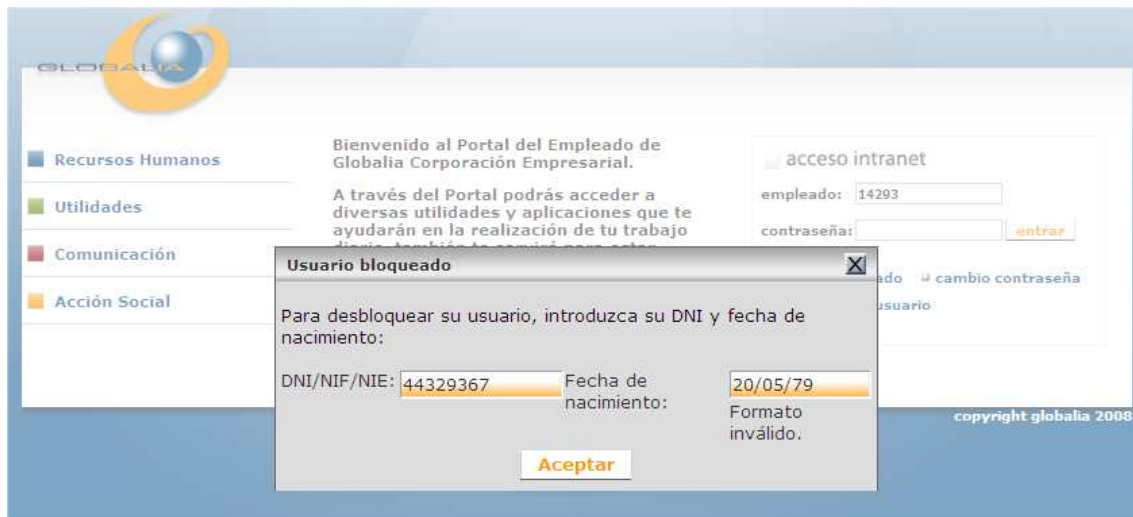 GLOBALIA
Recursos Humanos
Utilidades
Comunicación
Acción Social
Bienvenido al Portal del Empleado de
Globalia Corporación Empresarial.
A través del Portal podrás acceder a
diversas utilidades y aplicaciones que te
ayudarán en la realización de tu trabajo
acceso intranet
empleado: 14293
contraseña: entrar
ado cambio contraseña
usuario
Usuario bloqueado
Para desbloquear su usuario, introduzca su DNI y fecha de
nacimiento:
DNI/NIF/NIE: 44329367 Fecha de
nacimiento: 20/05/79
Formato
inválido.
Aceptar
copyright globalia 2008